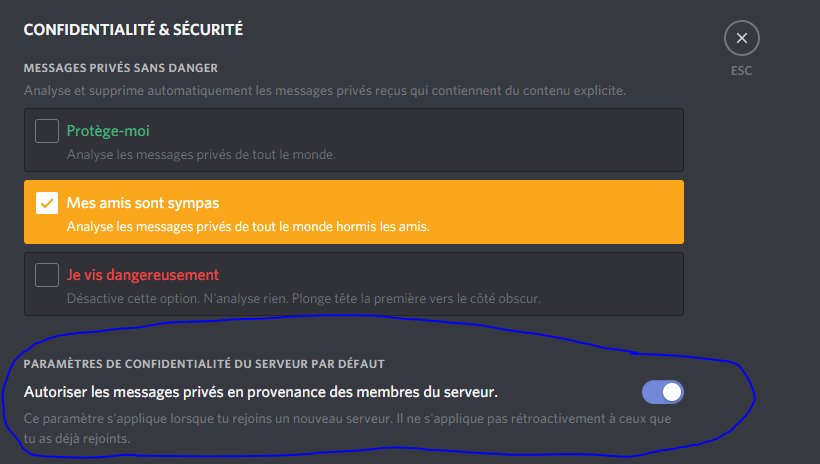 CONFIDENTIALITÉ & SÉCURITÉ
ESC
MESSAGES PRIVÉS SANS DANGER
Analyse et supprime automatiquement les messages privés reçus qui contiennent du contenu explicite.
Protège-moi
Analyse les messages privés de tout le monde.
Mes amis sont sympas
Analyse les messages privés de tout le monde hormis les amis.
Je vis dangereusement
Désactive cette option. N'analyse rien. Plonge tête la première vers le côté obscur.
PARAMÈTRES DE CONFIDENTIALITÉ DU SERVEUR PAR DÉFAUT
Autoriser les messages privés en provenance des membres du serveur.
Ce paramètre s'applique lorsque tu rejoins un nouveau serveur. Il ne s'applique pas rétroactivement à ceux que
tu as déjà rejoints.